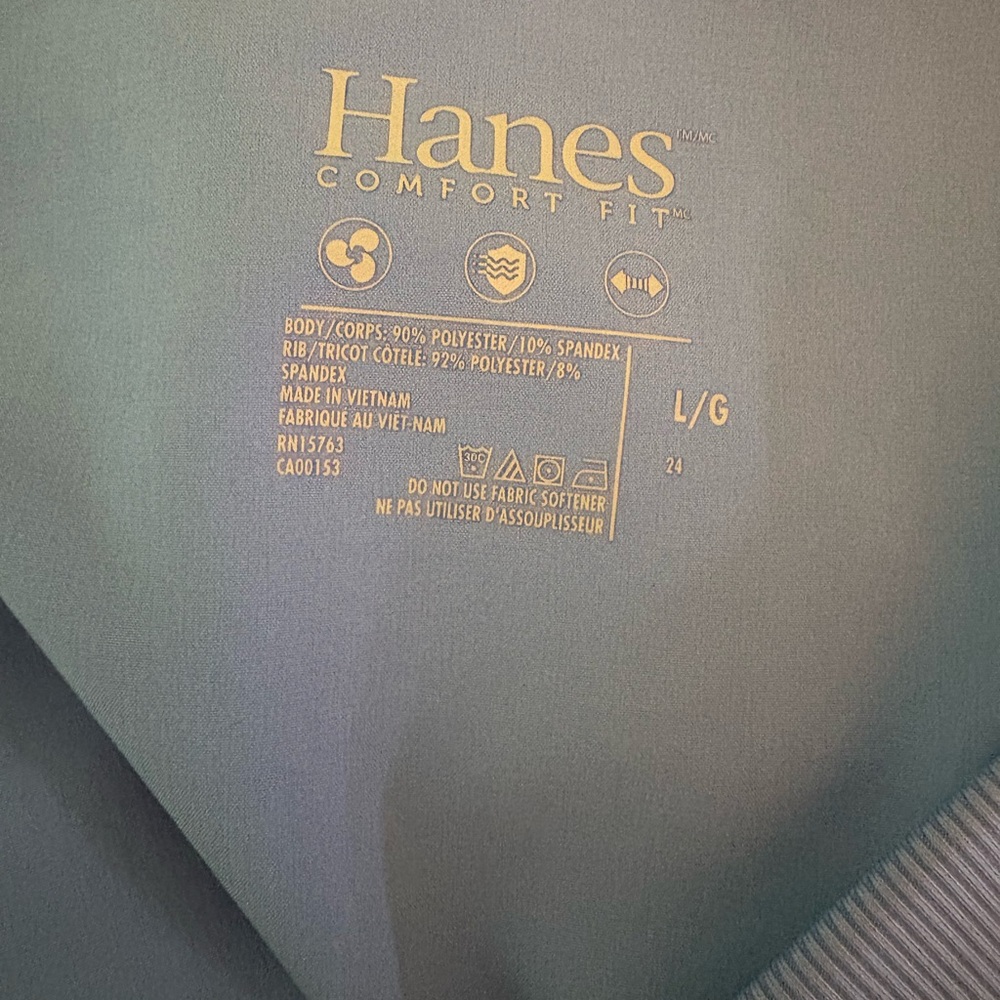 Hanes TM/MC
COMFORT FIT MC
BODY/CORPS: 90% POLYESTER/10% SPANDEX
RIB/TRICOT CÔTELÉ: 92% POLYESTER/8%
SPANDEX
MADE IN VIETNAM
FABRIQUÉ AU VIÊT-NAM
RN15763
CA00153
30C
DO NOT USE FABRIC SOFTENER
NE PAS UTILISER D'ASSOUPLISSEUR
L/G
24